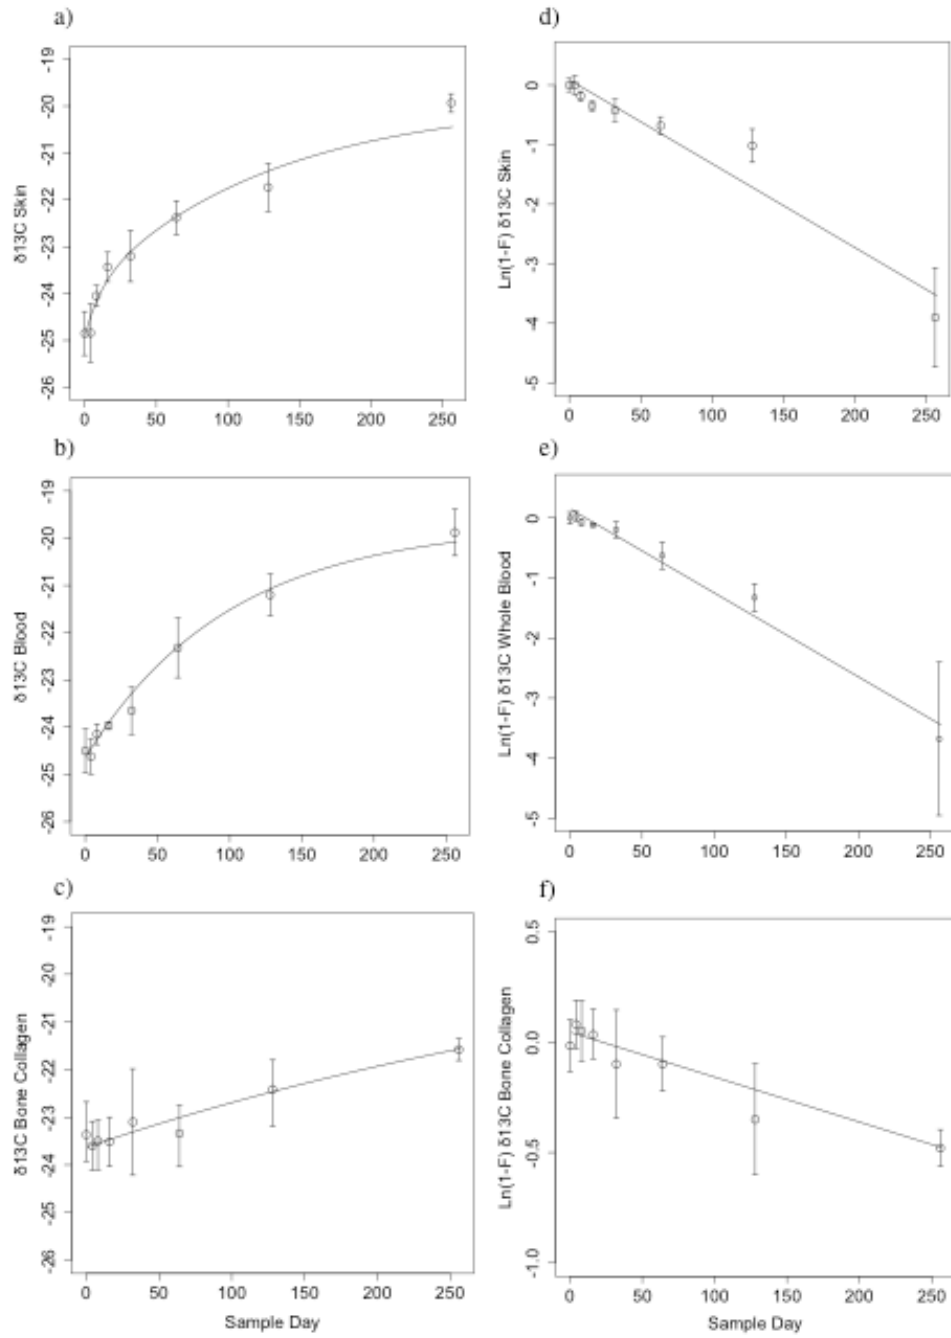 a)
-19
-20
-21
-22
-23
-24
-25
-26
δ13C Skin
0 50 100 150 200 250
d)
0
-1
-2
-3
-4
-5
Ln(1-F) δ13C Skin
0 50 100 150 200 250
b)
-19
-20
-21
-22
-23
-24
-25
-26
δ13C Blood
0 50 100 150 200 250
e)
0
-1
-2
-3
-4
-5
Ln(1-F) δ13C Whole Blood
0 50 100 150 200 250
c)
-19
-20
-21
-22
-23
-24
-25
-26
δ13C Bone Collagen
0 50 100 150 200 250
Sample Day
f)
0.5
0.0
-0.5
-1.0
Ln(1-F) δ13C Bone Collagen
0 50 100 150 200 250
Sample Day